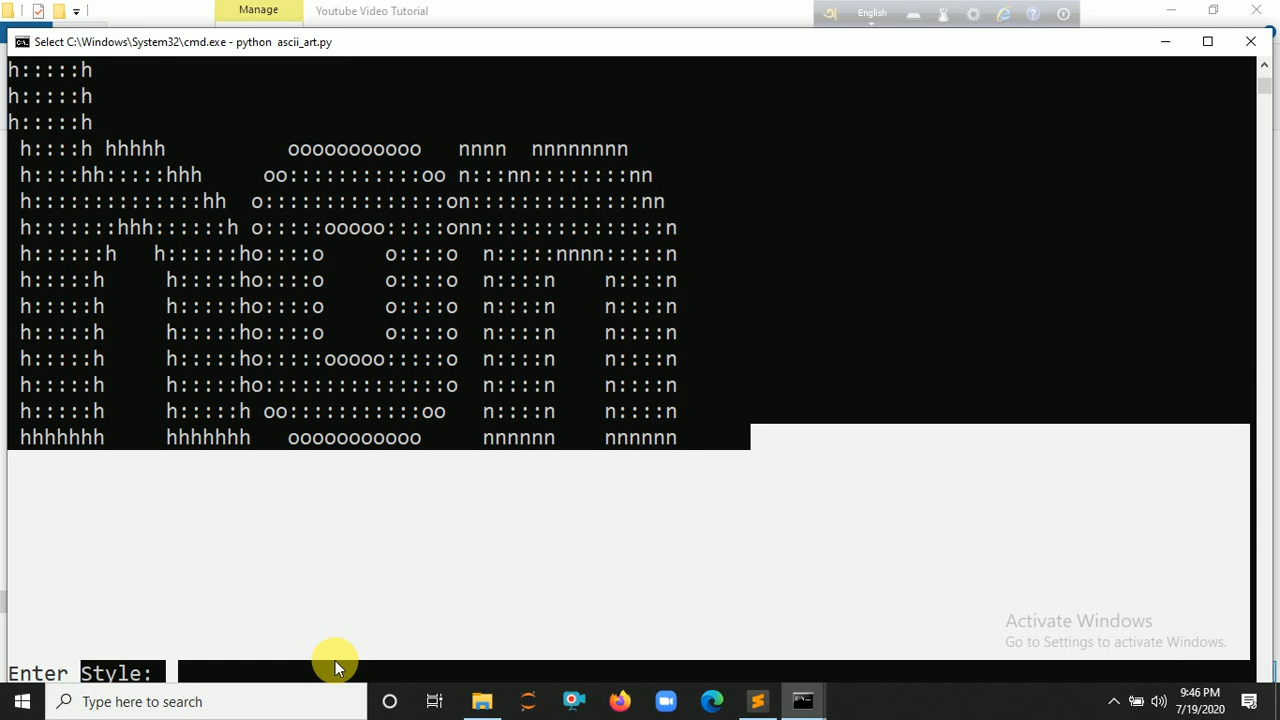 Manage
Youtube Video Tutorial
English
Select C:\Windows\System32\cmd.exe - python  ascii_art.py
h:::::h
h:::::h
h:::::h
 h::::h hhhhh          ooooooooooo   nnnn  nnnnnnnn
 h::::hh:::::hhh     oo:::::::::::oo n:::nn::::::::nn
 h::::::::::::::hh  o:::::::::::::::on::::::::::::::nn
 h:::::::hhh::::::h o:::::ooooo:::::onn:::::::::::::::n
 h::::::h   h::::::ho::::o     o::::o  n:::::nnnn:::::n
 h:::::h     h:::::ho::::o     o::::o  n::::n    n::::n
 h:::::h     h:::::ho::::o     o::::o  n::::n    n::::n
 h:::::h     h:::::ho::::o     o::::o  n::::n    n::::n
 h:::::h     h:::::ho:::::ooooo:::::o  n::::n    n::::n
 h:::::h     h:::::ho:::::::::::::::o  n::::n    n::::n
 h:::::h     h:::::h oo:::::::::::oo   n::::n    n::::n
 hhhhhhh     hhhhhhh   ooooooooooo     nnnnnn    nnnnnn
Activate Windows
Go to Settings to activate Windows.
Enter Style:
Type here to search
9:46 PM
7/19/2020